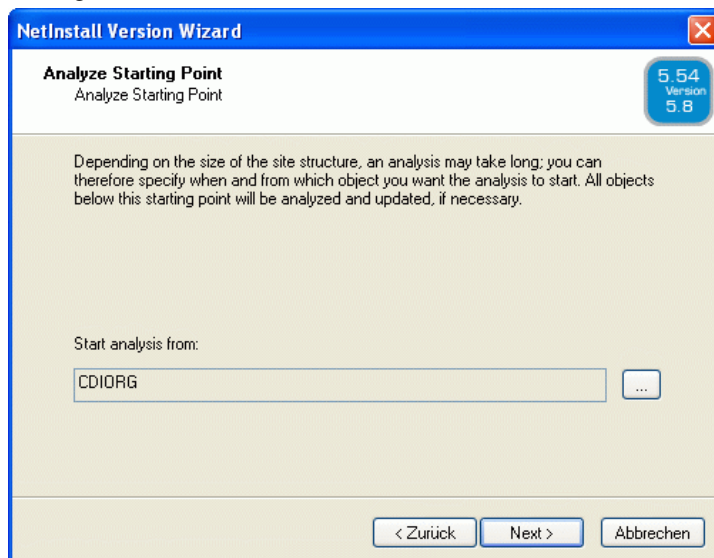 NetInstall Version Wizard
Analyze Starting Point
Analyze Starting Point
5.54
Version
5.8
Depending on the size of the site structure, an analysis may take long; you can
therefore specify when and from which object you want the analysis to start. All objects
below this starting point will be analyzed and updated, if necessary.
Start analysis from:
CDIORG
...
< Zurück
Next >
Abbrechen